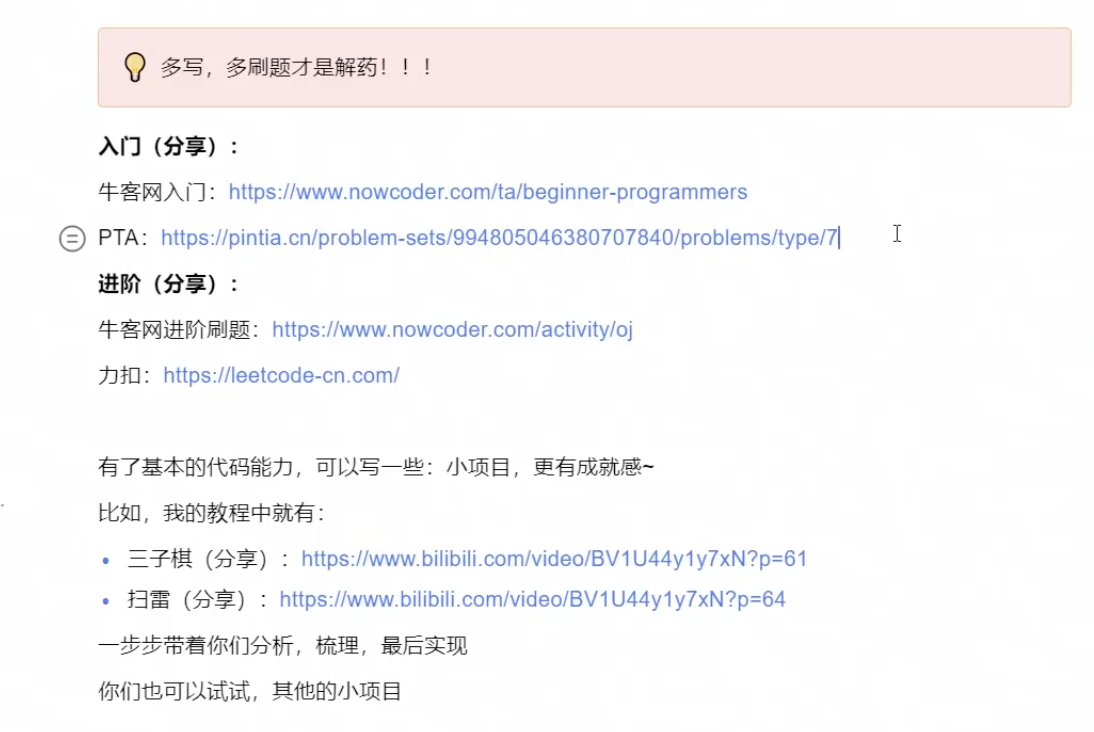 多写，多刷题才是解药！！！
入门（分享）：
牛客网入门：https://www.nowcoder.com/ta/beginner-programmers
PTA：https://pintia.cn/problem-sets/994805046380707840/problems/type/7
进阶（分享）：
牛客网进阶刷题：https://www.nowcoder.com/activity/oj
力扣：https://leetcode-cn.com/
有了基本的代码能力，可以写一些：小项目，更有成就感~
比如，我的教程中就有：
• 三子棋（分享）：https://www.bilibili.com/video/BV1U44y1y7xN?p=61
• 扫雷（分享）：https://www.bilibili.com/video/BV1U44y1y7xN?p=64
一步步带着你们分析，梳理，最后实现
你们也可以试试，其他的小项目